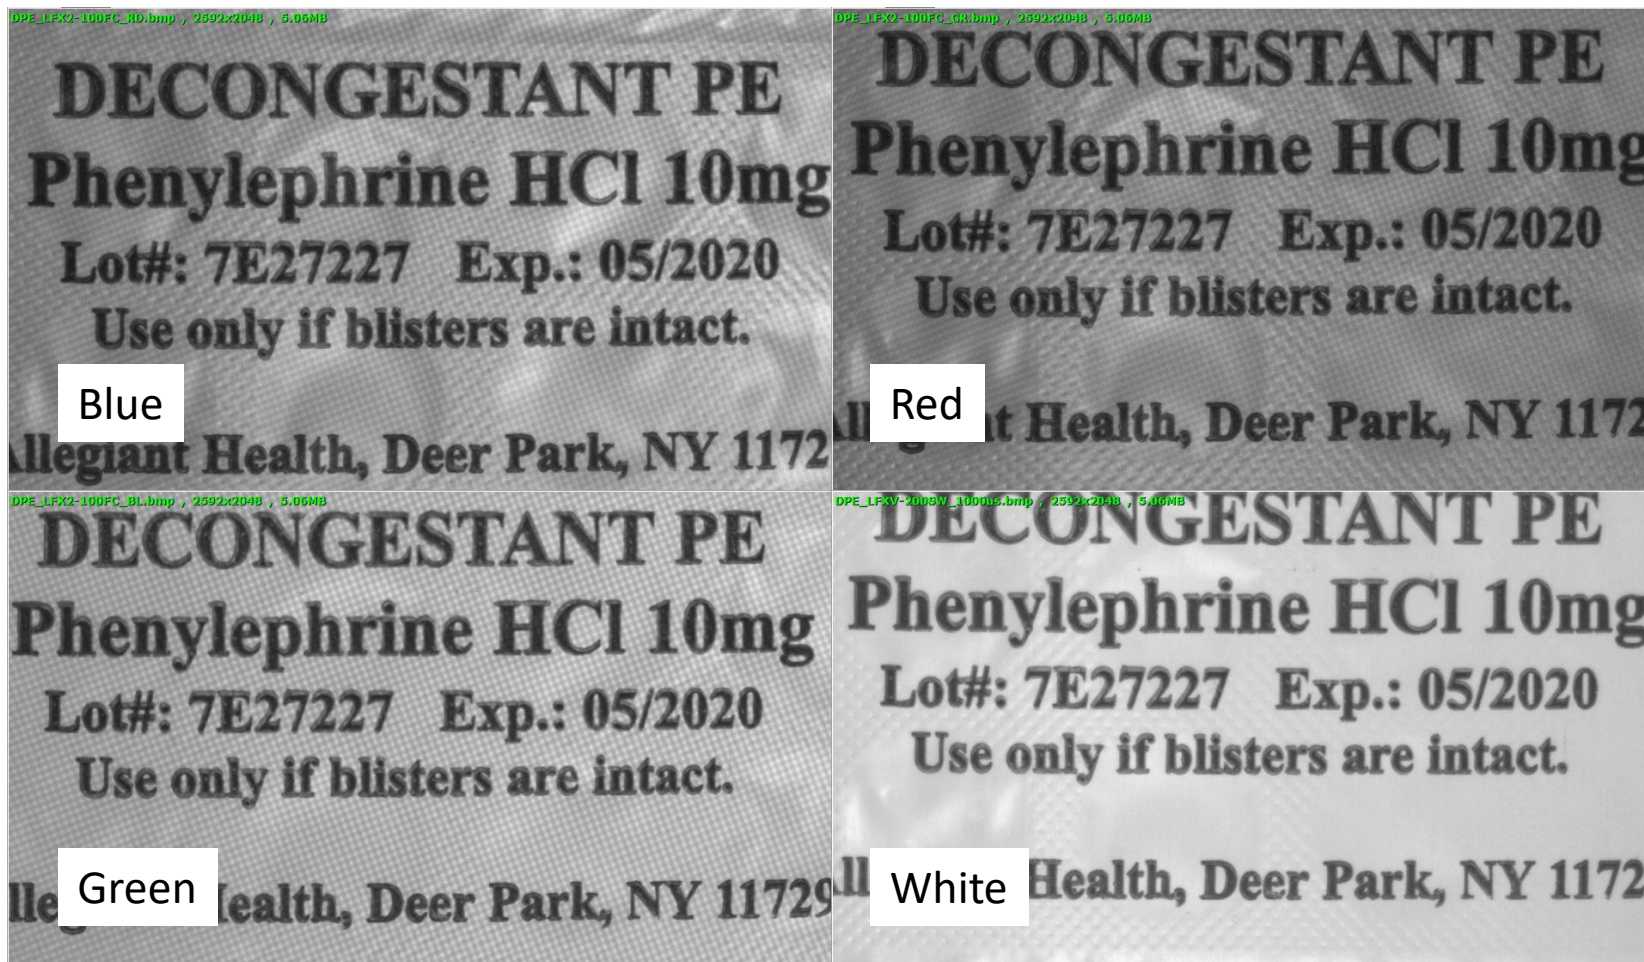 DPE_LFX2-100FC_RD.bmp , 2592x2048 , 5.06MB
DECONGESTANT PE
Phenylephrine HCl 10mg
Lot#: 7E27227 Exp.: 05/2020
Use only if blisters are intact.
Blue
Allegiant Health, Deer Park, NY 1172
DPE_LFX2-100FC_GR.bmp , 2592x2048 , 5.06MB
DECONGESTANT PE
Phenylephrine HCl 10mg
Lot#: 7E27227 Exp.: 05/2020
Use only if blisters are intact.
Red
Health, Deer Park, NY 1172
DPE_LFX2-100FC_BL.bmp , 2592x2048 , 5.06MB
DECONGESTANT PE
Phenylephrine HCl 10mg
Lot#: 7E27227 Exp.: 05/2020
Use only if blisters are intact.
Green
Health, Deer Park, NY 11729
DPE_LFXV-200SW_1000us.bmp , 2592x2048 , 5.06MB
DECONGESTANT PE
Phenylephrine HCl 10mg
Lot#: 7E27227 Exp.: 05/2020
Use only if blisters are intact.
White
Health, Deer Park, NY 1172